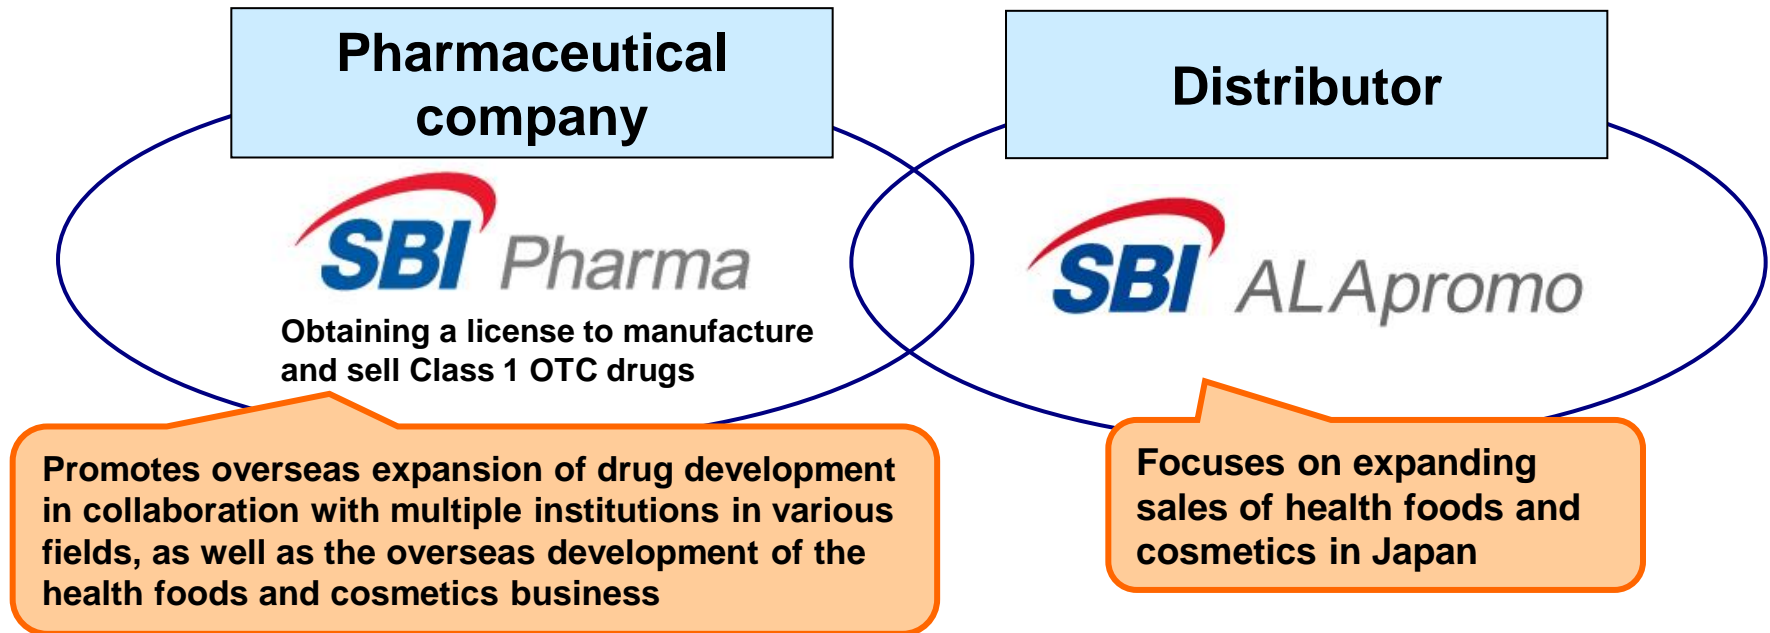 Pharmaceutical
company
Distributor
SBI Pharma
SBI ALApromo
Obtaining a license to manufacture
and sell Class 1 OTC drugs
Promotes overseas expansion of drug development
in collaboration with multiple institutions in various
fields, as well as the overseas development of the
health foods and cosmetics business
Focuses on expanding
sales of health foods and
cosmetics in Japan